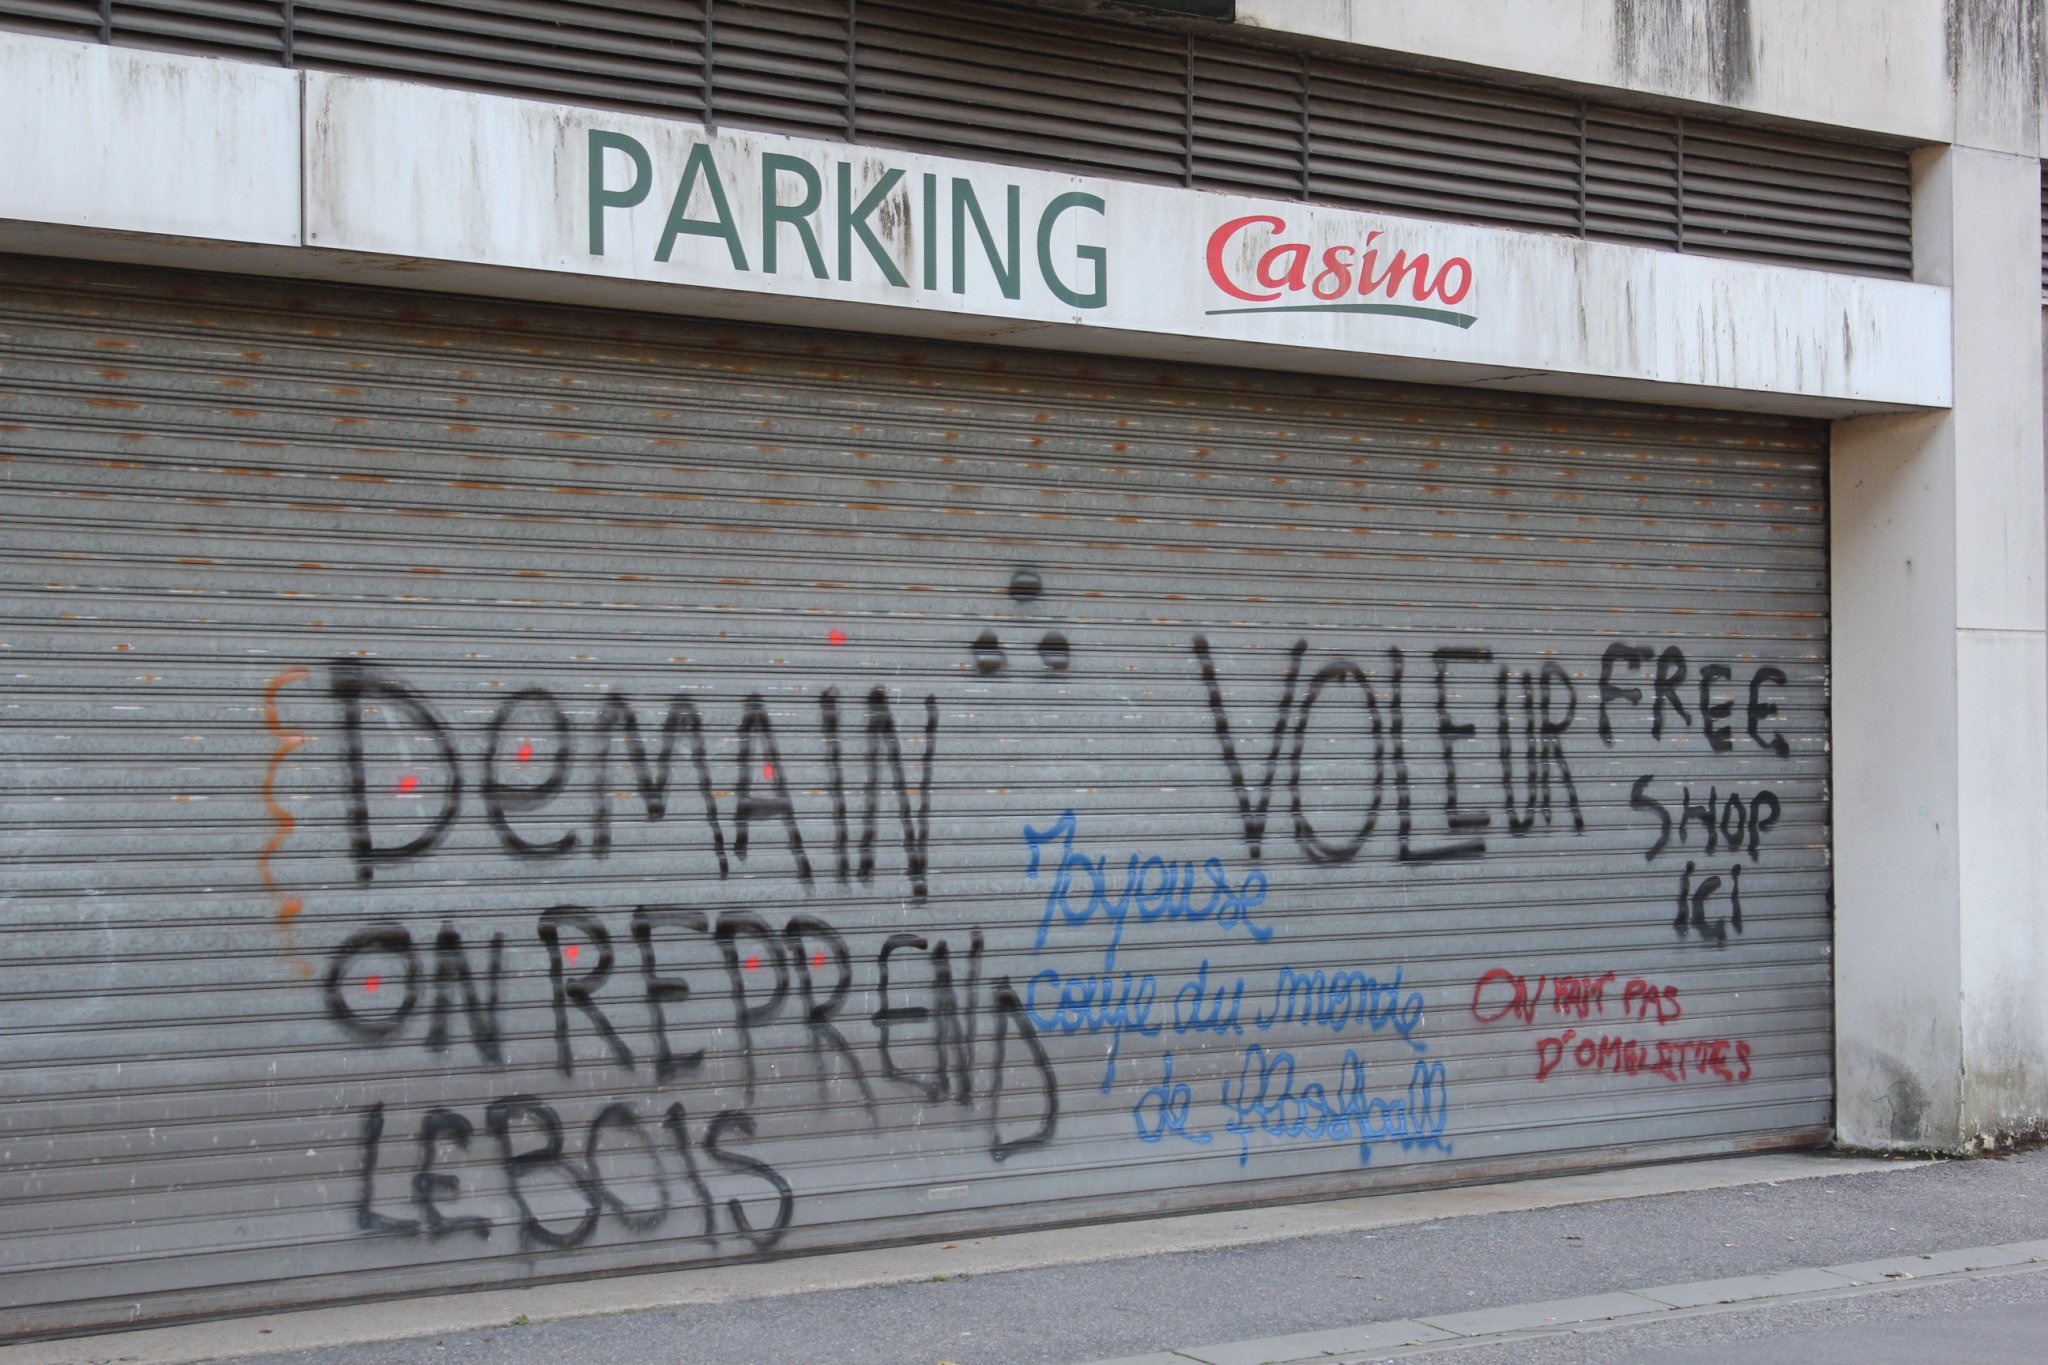 PARKING Casino
DeMAIN
ON REPREND
LEBOIS
VOLEUR
FREE
SHOP
ICI
Joyeuse
coupe du monde
de flashball
ON FAIT PAS
D'OMELETTES